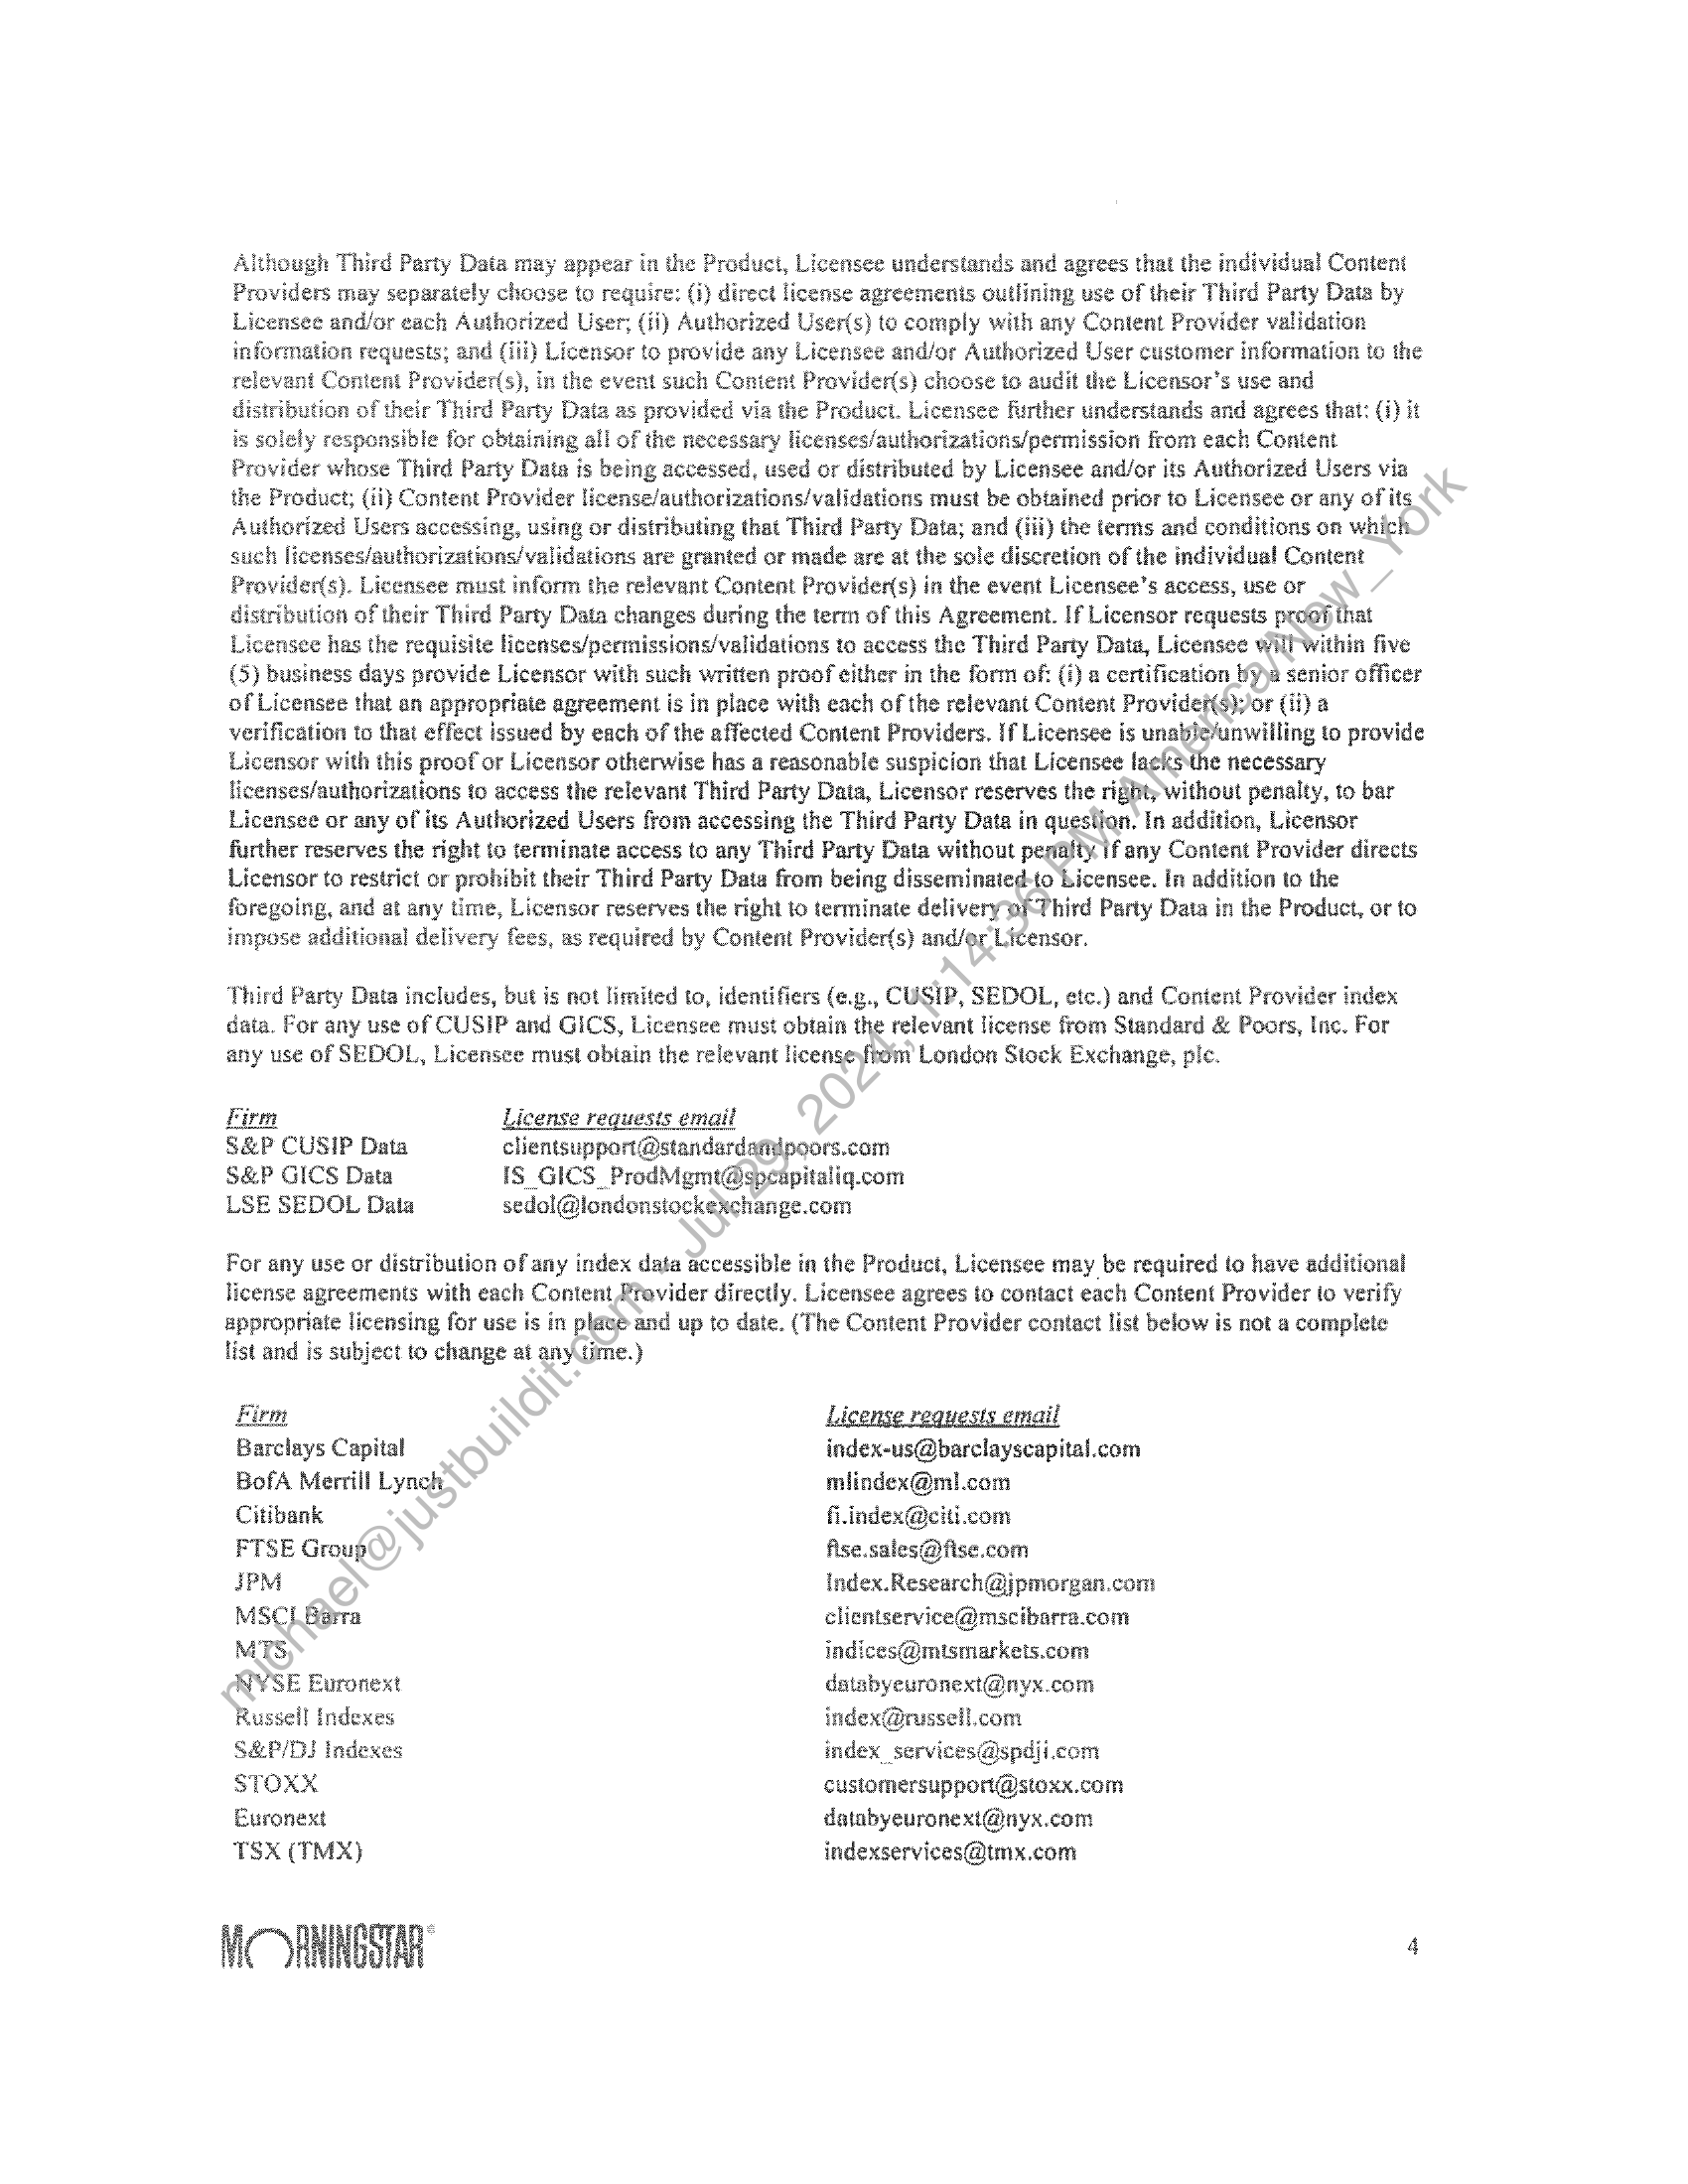 Although Third Party Data may appear in the Product, Licensee understands and agrees that the individual Content
Providers may separately choose to require: (i) direct license agreements outlining use of their Third Party Data by
Licensee and/or each Authorized User; (ii) Authorized User(s) to comply with any Content Provider validation
information requests; and (iii) Licensor to provide any Licensee and/or Authorized User customer information to the
relevant Content Provider(s), in the event such Content Provider(s) choose to audit the Licensor's use and
distribution of their Third Party Data as provided via the Product. Licensee further understands and agrees that: (i) it
is solely responsible for obtaining all of the necessary licenses/authorizations/permission from each Content
Provider whose Third Party Data is being accessed, used or distributed by Licensee and/or its Authorized Users via
the Product; (ii) Content Provider license/authorizations/validations must be obtained prior to Licensee or any of its
Authorized Users accessing, using or distributing that Third Party Data; and (iii) the terms and conditions on which
such licenses/authorizations/validations are granted or made are at the sole discretion of the individual Content
Provider(s). Licensee must inform the relevant Content Provider(s) in the event Licensee's access, use or
distribution of their Third Party Data changes during the term of this Agreement. If Licensor requests proof that
Licensee has the requisite licenses/permissions/validations to access the Third Party Data, Licensee will within five
(5) business days provide Licensor with such written proof either in the form of: (i) a certification by a senior officer
of Licensee that an appropriate agreement is in place with each of the relevant Content Provider(s); or (ii) a
verification to that effect issued by each of the affected Content Providers. If Licensee is unable/unwilling to provide
Licensor with this proof or Licensor otherwise has a reasonable suspicion that Licensee lacks the necessary
licenses/authorizations to access the relevant Third Party Data, Licensor reserves the right, without penalty, to bar
Licensee or any of its Authorized Users from accessing the Third Party Data in question. In addition, Licensor
further reserves the right to terminate access to any Third Party Data without penalty if any Content Provider directs
Licensor to restrict or prohibit their Third Party Data from being disseminated to Licensee. In addition to the
foregoing, and at any time, Licensor reserves the right to terminate delivery of Third Party Data in the Product, or to
impose additional delivery fees, as required by Content Provider(s) and/or Licensor.
Third Party Data includes, but is not limited to, identifiers (e.g., CUSIP, SEDOL, etc.) and Content Provider index
data. For any use of CUSIP and GICS, Licensee must obtain the relevant license from Standard & Poors, Inc. For
any use of SEDOL, Licensee must obtain the relevant license from London Stock Exchange, plc.
Firm License requests email
S&P CUSIP Data clientsupport@standardandpoors.com
S&P GICS Data IS_GICS_ProdMgmt@spcapitaliq.com
LSE SEDOL Data sedol@londonstockexchange.com
For any use or distribution of any index data accessible in the Product, Licensee may be required to have additional
license agreements with each Content Provider directly. Licensee agrees to contact each Content Provider to verify
appropriate licensing for use is in place and up to date. (The Content Provider contact list below is not a complete
list and is subject to change at any time.)
Firm License requests email
Barclays Capital index-us@barclayscapital.com
BofA Merrill Lynch mlindex@ml.com
Citibank fi.index@citi.com
FTSE Group ftse.sales@ftse.com
JPM Index.Research@jpmorgan.com
MSCI Barra clientservice@mscibarra.com
MTS indices@mtsmarkets.com
NYSE Euronext databyeuronext@nyx.com
Russell Indexes index@russell.com
S&P/DJ Indexes index_services@spdji.com
STOXX customersupport@stoxx.com
Euronext databyeuronext@nyx.com
TSX (TMX) indexservices@tmx.com
MORNINGSTAR® 4
michael@justbuildit.com - Jul 29, 2024, 1:14:36 PM America/New_York